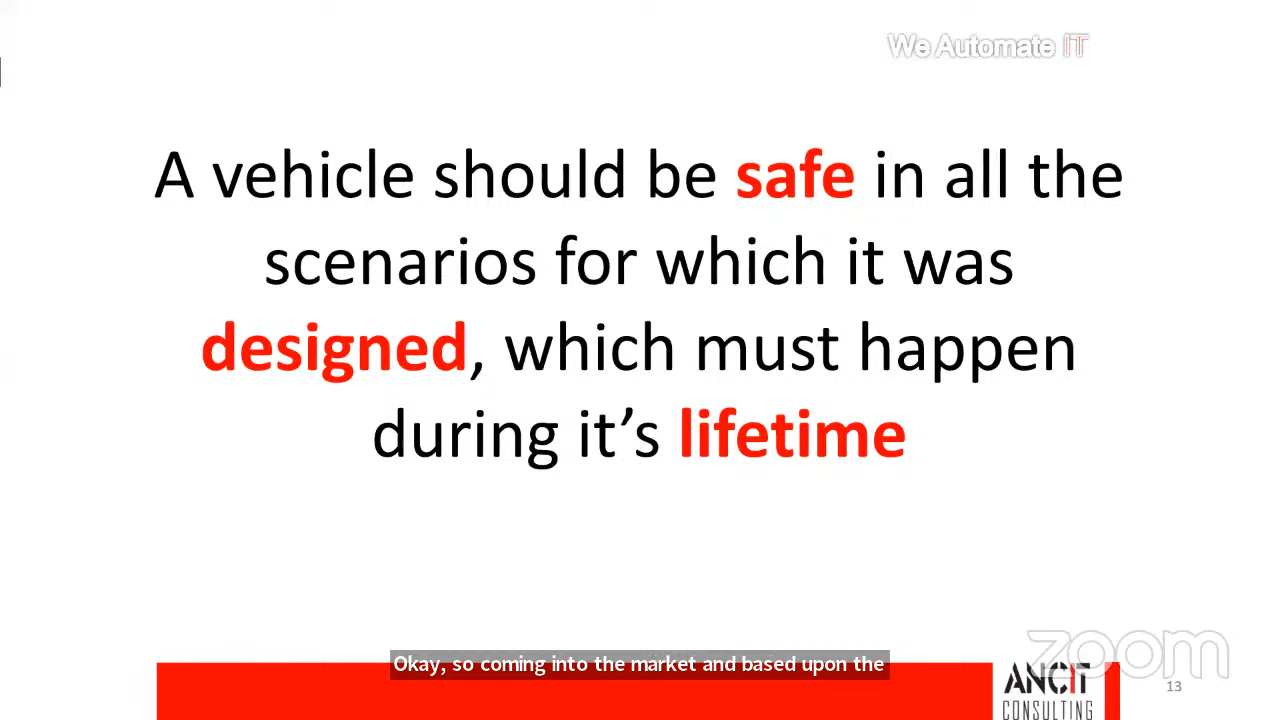 We Automate IT
A vehicle should be safe in all the
scenarios for which it was
designed, which must happen
during it’s lifetime
zoom
Okay, so coming into the market and based upon the
ANCIT
CONSULTING
13